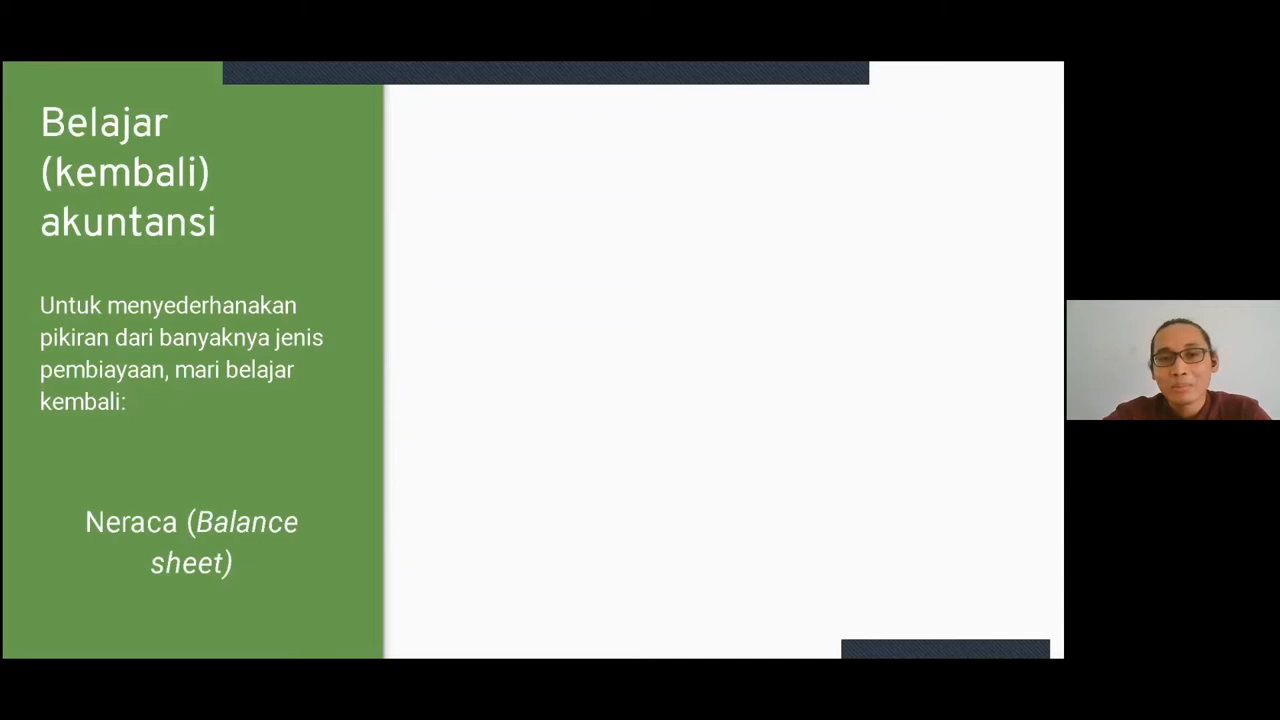 Belajar
(kembali)
akuntansi
Untuk menyederhanakan
pikiran dari banyaknya jenis
pembiayaan, mari belajar
kembali:
Neraca (Balance
sheet)